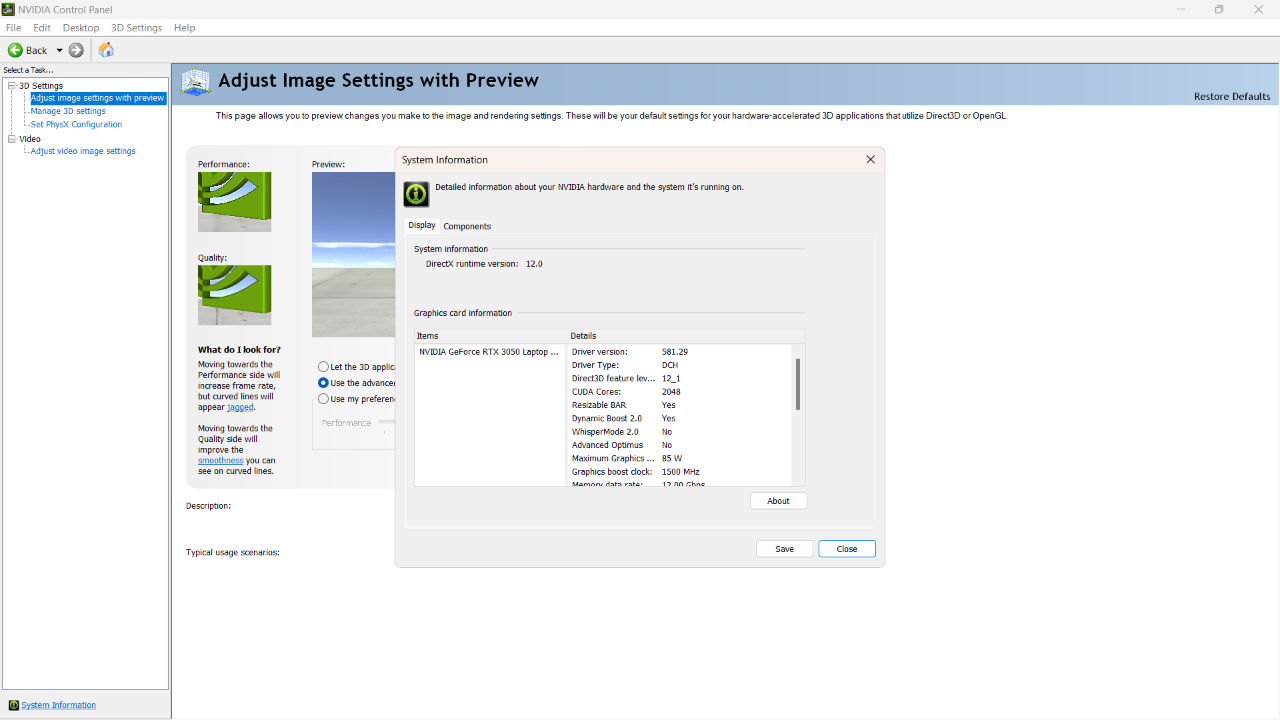 NVIDIA Control Panel
File Edit Desktop 3D Settings Help
Back
Select a Task...
3D Settings
Adjust image settings with preview
Manage 3D settings
Set PhysX Configuration
Video
Adjust video image settings
System Information
Adjust Image Settings with Preview
Restore Defaults
This page allows you to preview changes you make to the image and rendering settings. These will be your default settings for your hardware-accelerated 3D applications that utilize Direct3D or OpenGL.
Performance:
Quality:
What do I look for?
Moving towards the
Performance side will
increase frame rate,
but curved lines will
appear jagged.
Moving towards the
Quality side will
improve the
smoothness you can
see on curved lines.
Preview:
Let the 3D applic
Use the advanced
Use my preferen
Performance
Description:
Typical usage scenarios:
System Information
Detailed information about your NVIDIA hardware and the system it's running on.
Display Components
System information
DirectX runtime version: 12.0
Graphics card information
Items Details
NVIDIA GeForce RTX 3050 Laptop ...
Driver version: 581.29
Driver Type: DCH
Direct3D feature lev... 12_1
CUDA Cores: 2048
Resizable BAR Yes
Dynamic Boost 2.0 Yes
WhisperMode 2.0 No
Advanced Optimus No
Maximum Graphics ... 85 W
Graphics boost clock: 1500 MHz
Memory data rate: 12.00 Gbps
About
Save Close